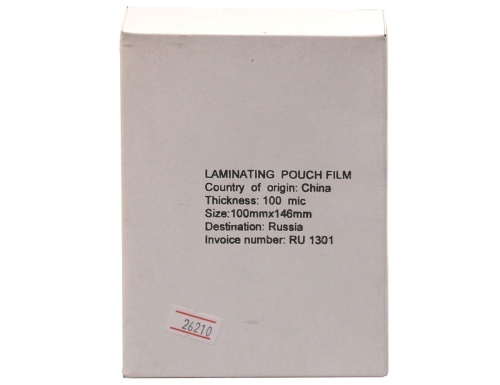 LAMINATING POUCH FILM
Country of origin: China
Thickness: 100 mic
Size:100mmx146mm
Destination: Russia
Invoice number: RU 1301
26210